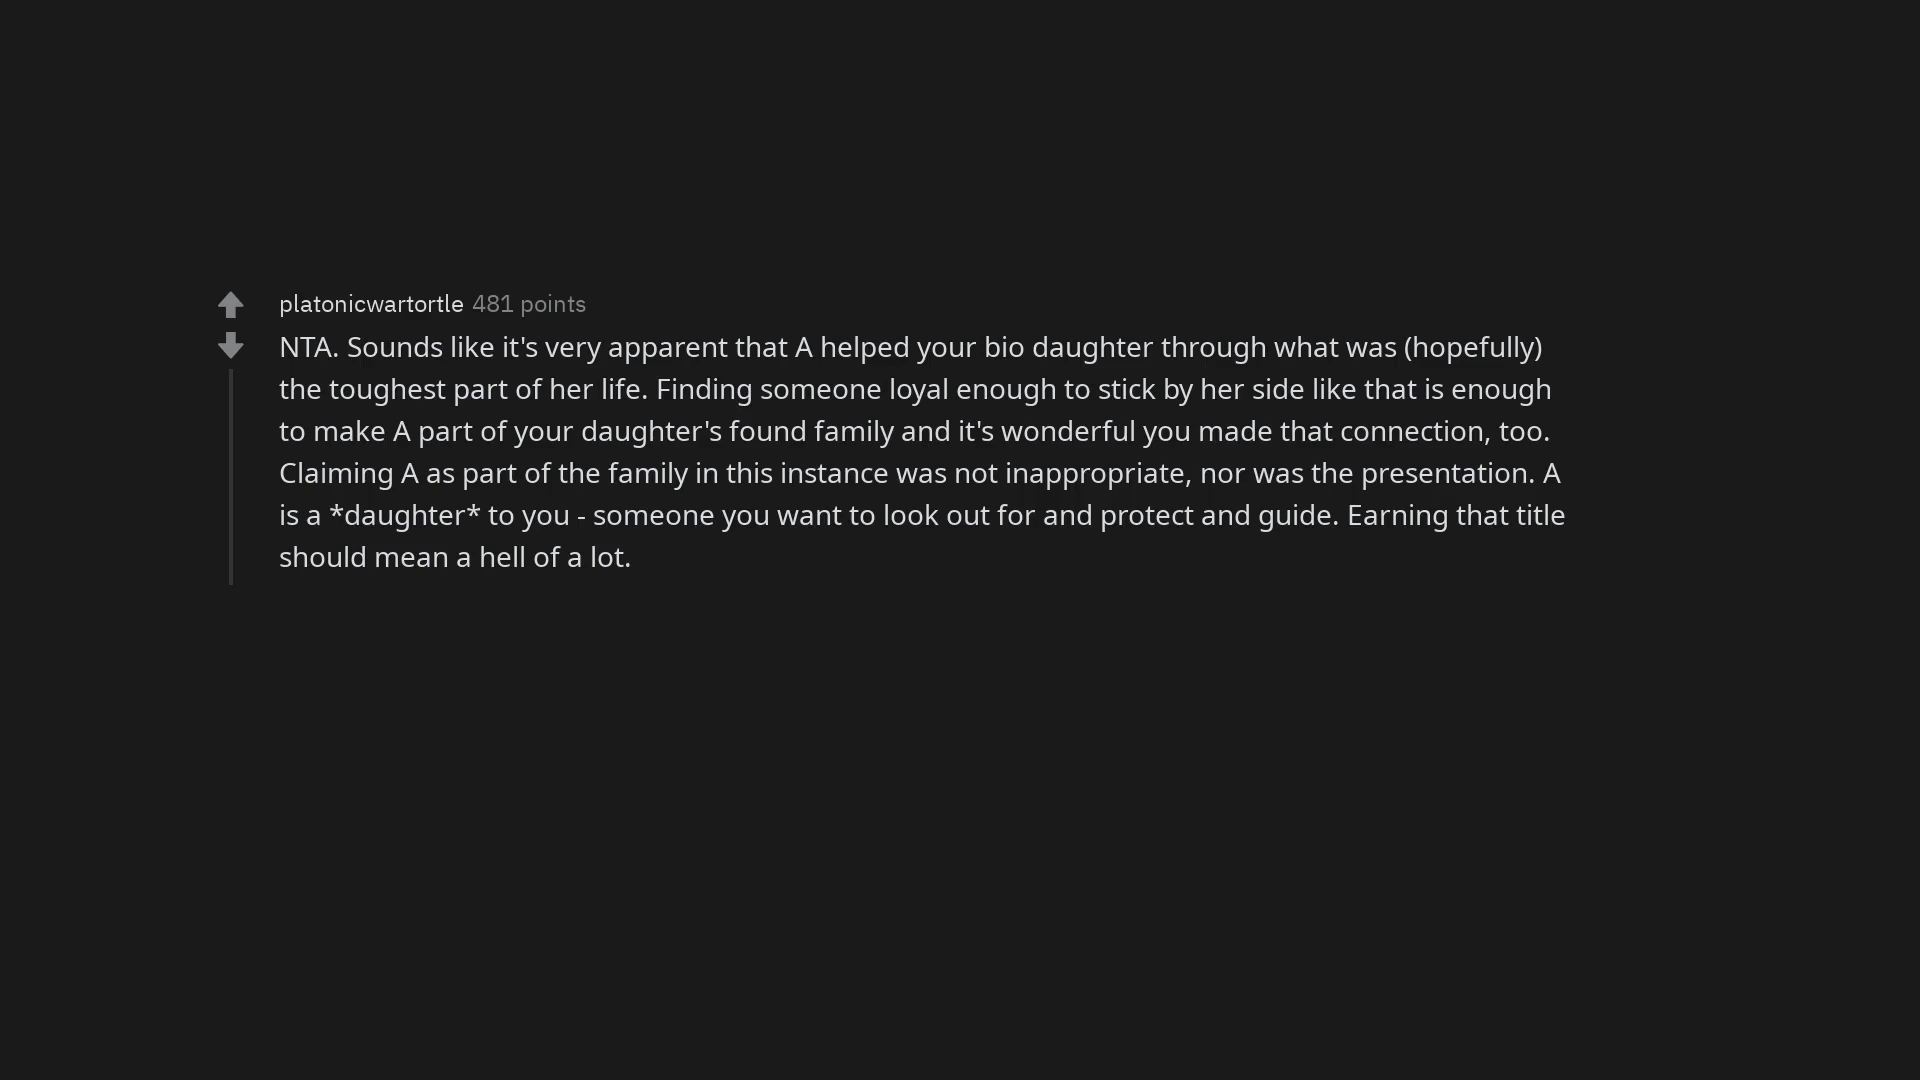 platonicwartortle 481 points
NTA. Sounds like it's very apparent that A helped your bio daughter through what was (hopefully)
the toughest part of her life. Finding someone loyal enough to stick by her side like that is enough
to make A part of your daughter's found family and it's wonderful you made that connection, too.
Claiming A as part of the family in this instance was not inappropriate, nor was the presentation. A
is a *daughter* to you - someone you want to look out for and protect and guide. Earning that title
should mean a hell of a lot.